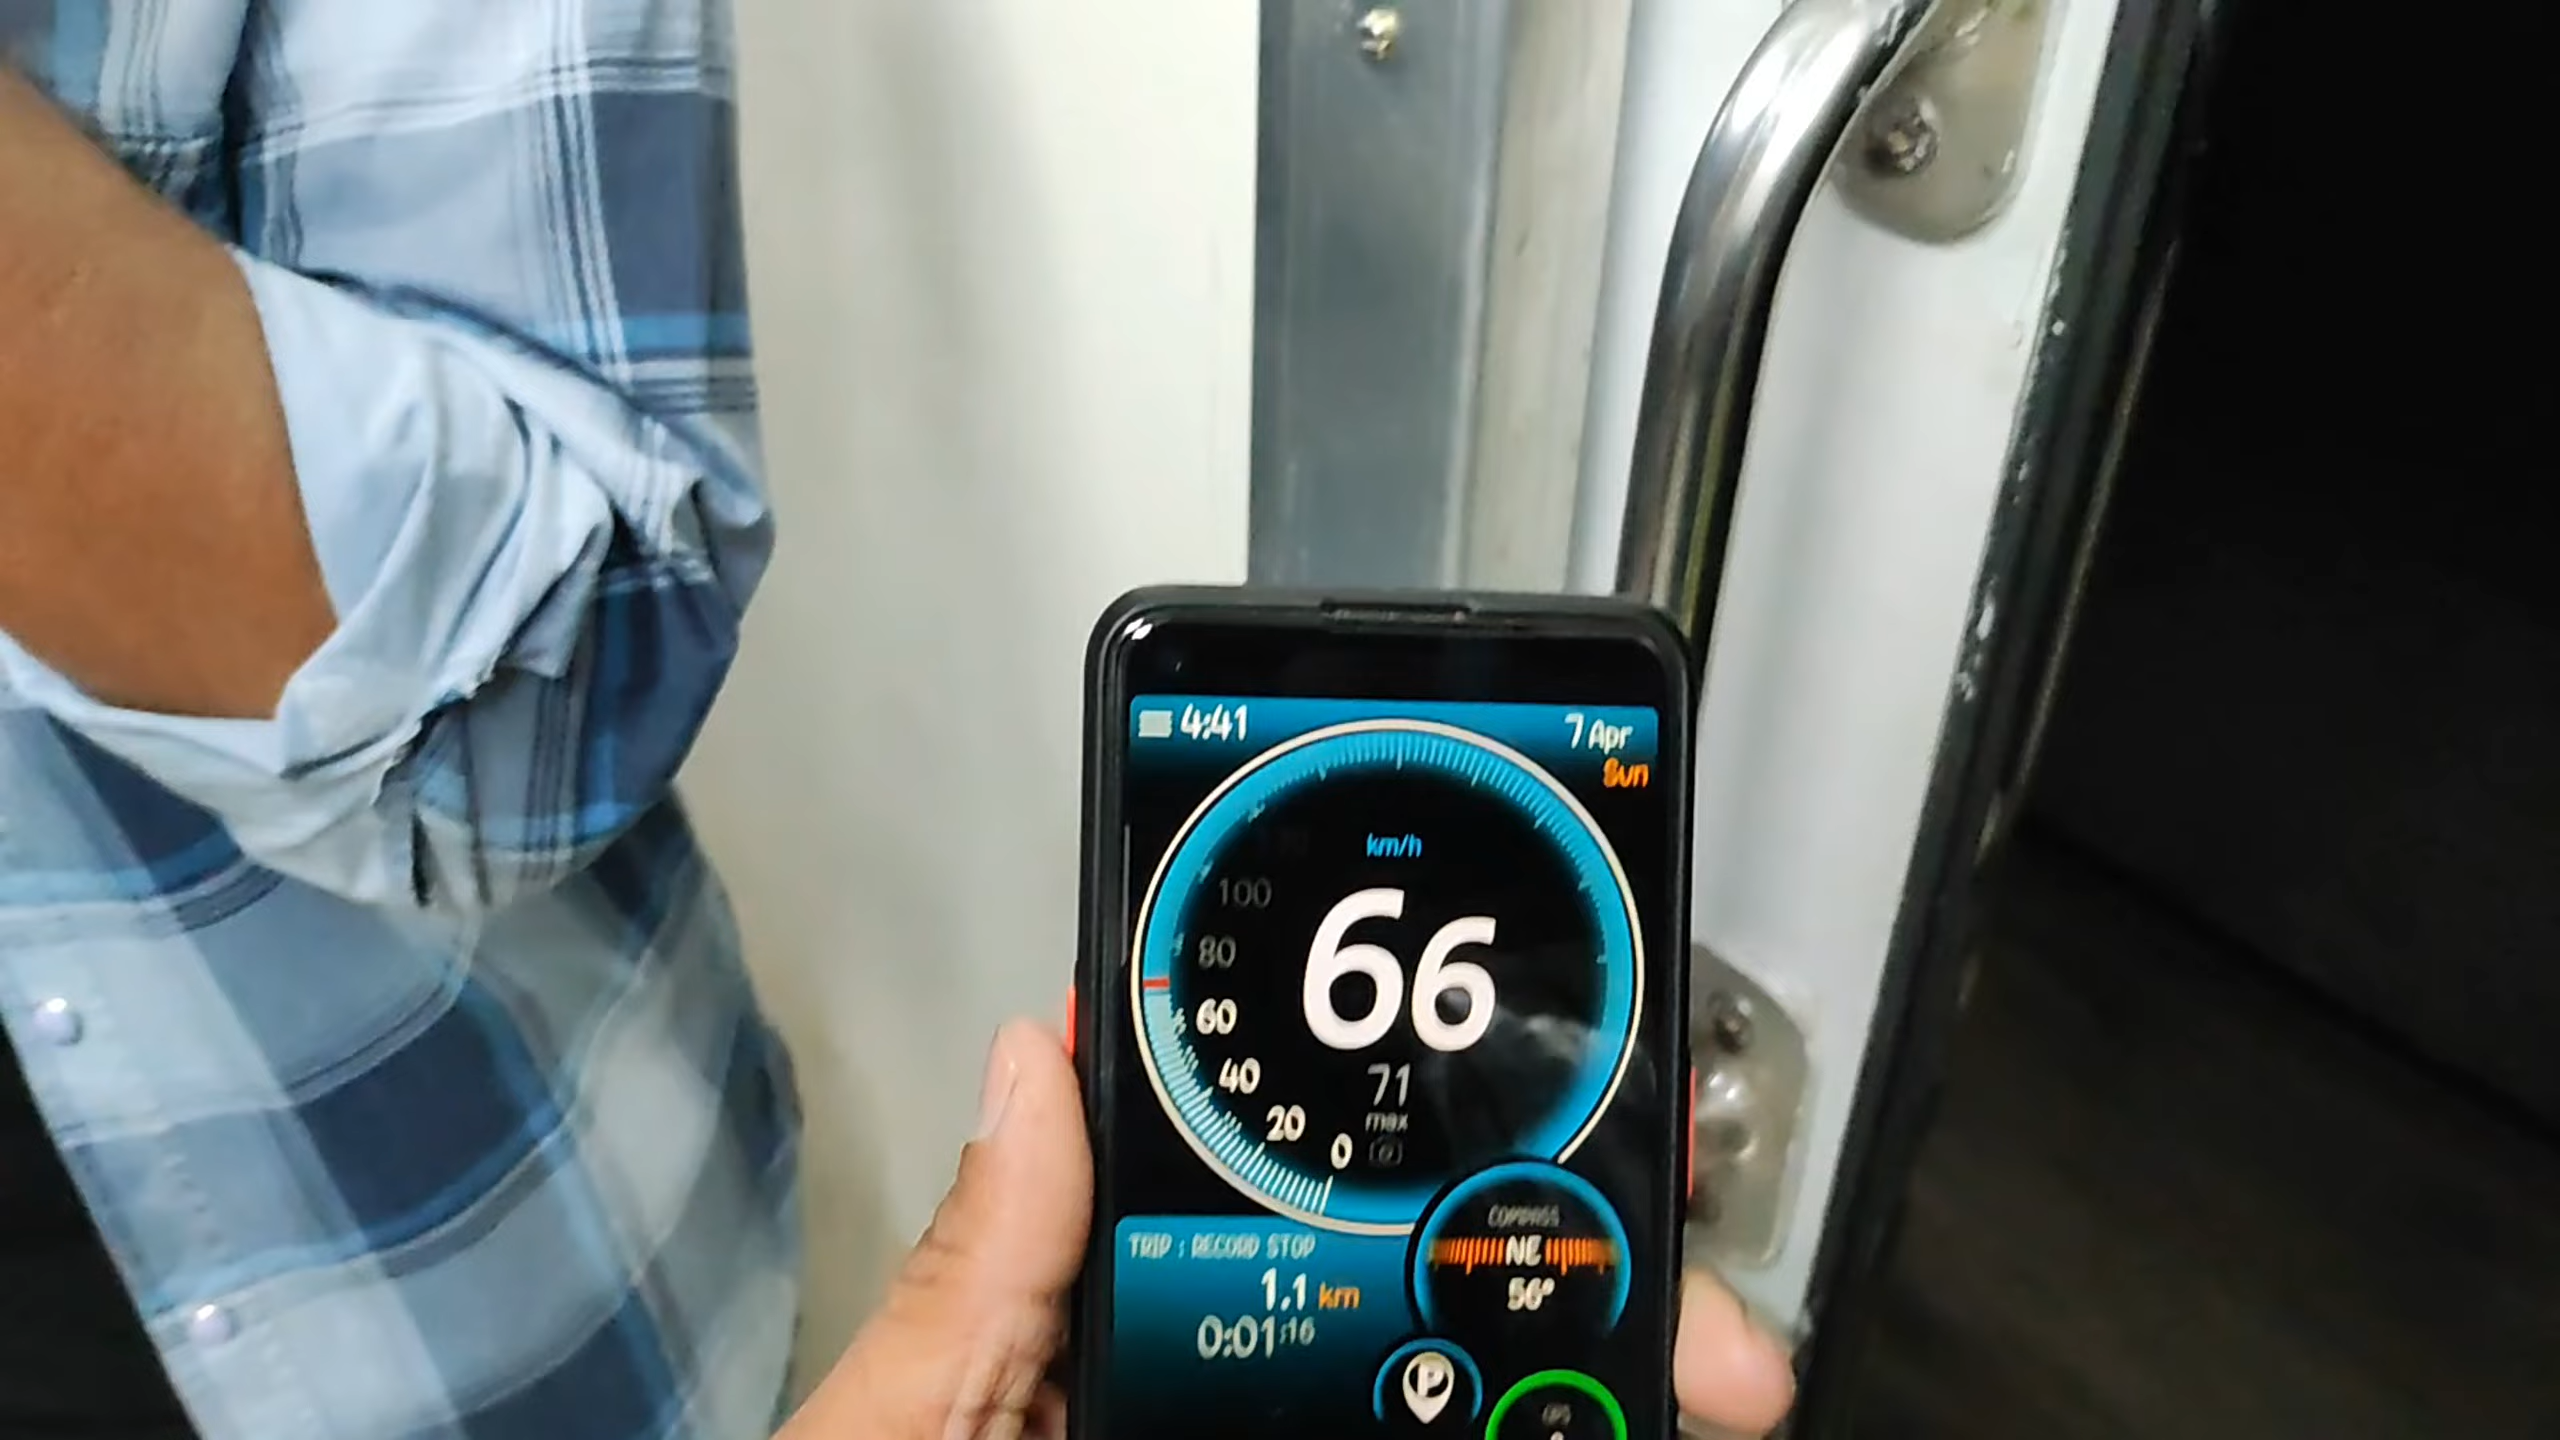 4:41
7 Apr
Sun
km/h
100
80
60
40
20
0
66
71
max
COMPASS
NE
56°
TRIP : RECORD STOP
1.1 km
0:01:16
P
GPS